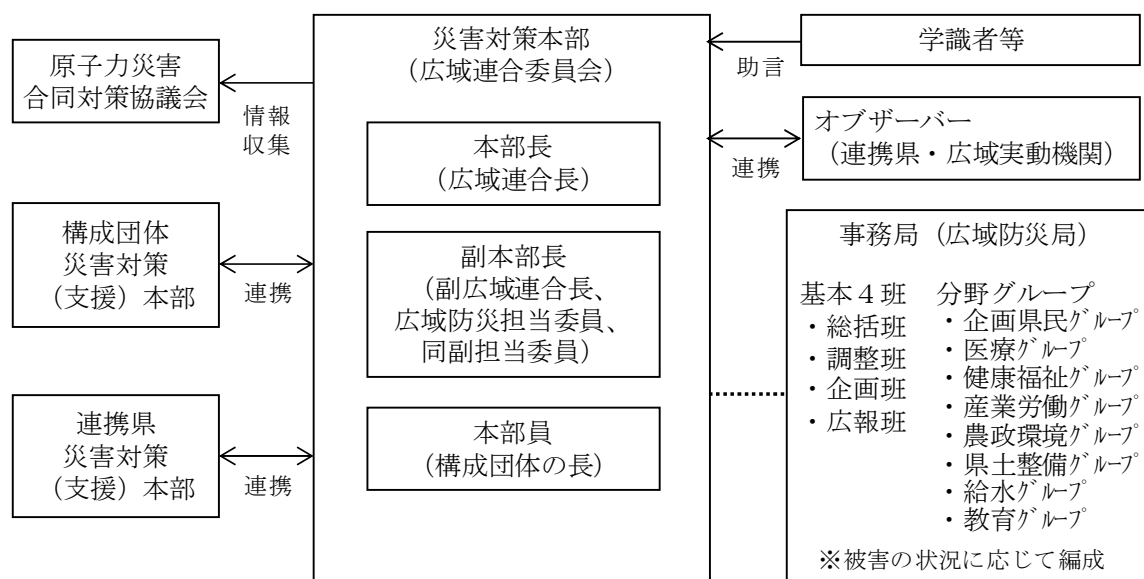 原子力災害
合同対策協議会
情報
収集
構成団体
災害対策
（支援）本部
連携
連携県
災害対策
（支援）本部
連携
災害対策本部
（広域連合委員会）
本部長
（広域連合長）
副本部長
（副広域連合長、
広域防災担当委員、
同副担当委員）
本部員
（構成団体の長）
学識者等
助言
オブザーバー
（連携県・広域実動機関）
連携
事務局（広域防災局）
基本４班
・総括班
・調整班
・企画班
・広報班
分野グループ
・企画県民ｸﾞﾙｰﾌﾟ
・医療ｸﾞﾙｰﾌﾟ
・健康福祉ｸﾞﾙｰﾌﾟ
・産業労働ｸﾞﾙｰﾌﾟ
・農政環境ｸﾞﾙｰﾌﾟ
・県土整備ｸﾞﾙｰﾌﾟ
・給水ｸﾞﾙｰﾌﾟ
・教育ｸﾞﾙｰﾌﾟ
※被害の状況に応じて編成